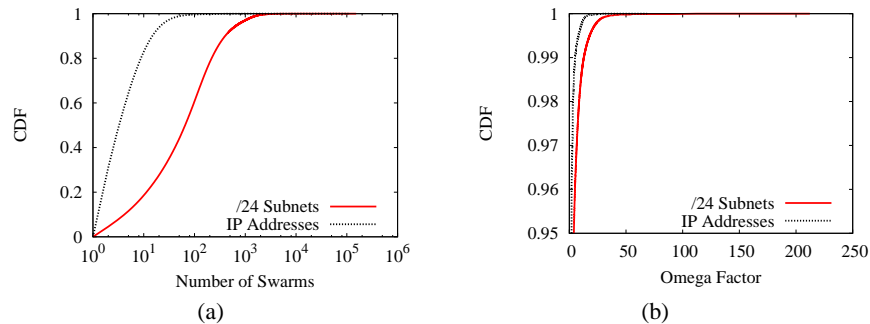 1
0.8
0.6
0.4
0.2
0
CDF
10^0 10^1 10^2 10^3 10^4 10^5 10^6
Number of Swarms
/24 Subnets
IP Addresses
(a)
1
0.99
0.98
0.97
0.96
0.95
CDF
0 50 100 150 200 250
Omega Factor
/24 Subnets
IP Addresses
(b)